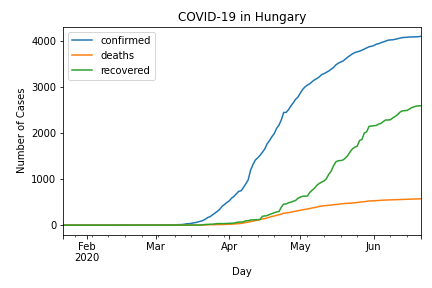 COVID-19 in Hungary
confirmed
deaths
recovered
Number of Cases
4000
3000
2000
1000
0
Feb Mar Apr May Jun
2020
Day